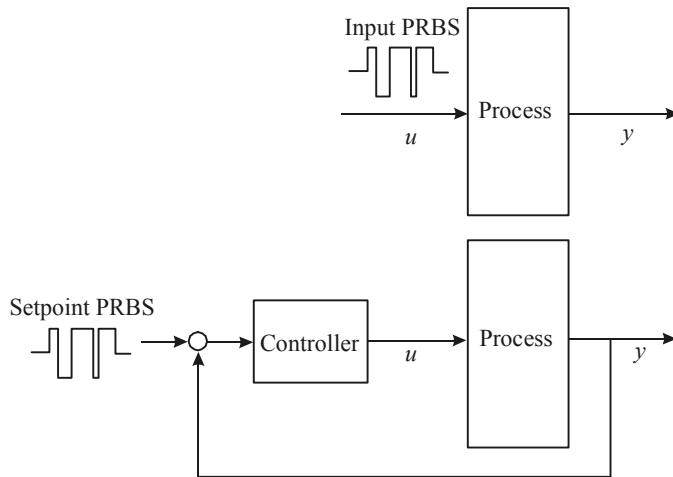 Input PRBS
Process
u
y
Setpoint PRBS
Controller
u
Process
y